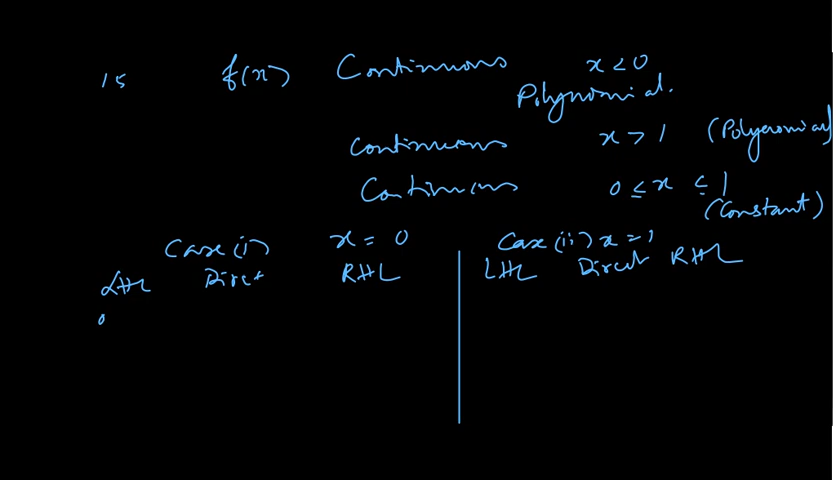 15 f(x) Continuous x < 0
Polynomial.
Continuous x > 1 (Polynomial)
Continuous 0 ≤ x ≤ 1
(Constant)
Case (i) x = 0
LHL Direct RHL
0
Case (ii) x = 1
LHL Direct RHL